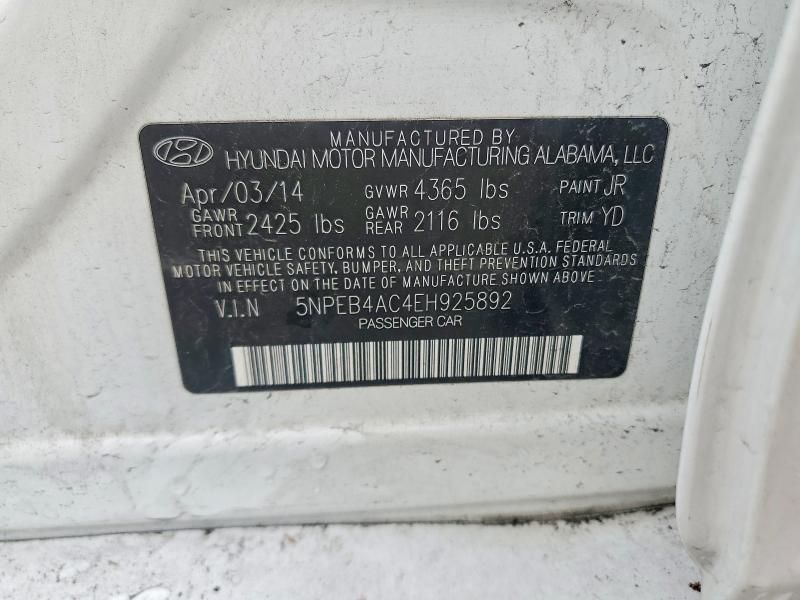 MANUFACTURED BY
HYUNDAI MOTOR MANUFACTURING ALABAMA, LLC
Apr/03/14 GVWR 4365 lbs PAINT JR
GAWR FRONT 2425 lbs GAWR REAR 2116 lbs TRIM YD
THIS VEHICLE CONFORMS TO ALL APPLICABLE U.S.A. FEDERAL
MOTOR VEHICLE SAFETY, BUMPER, AND THEFT PREVENTION STANDARDS
IN EFFECT ON THE DATE OF MANUFACTURE SHOWN ABOVE
V.I.N 5NPEB4AC4EH925892
PASSENGER CAR